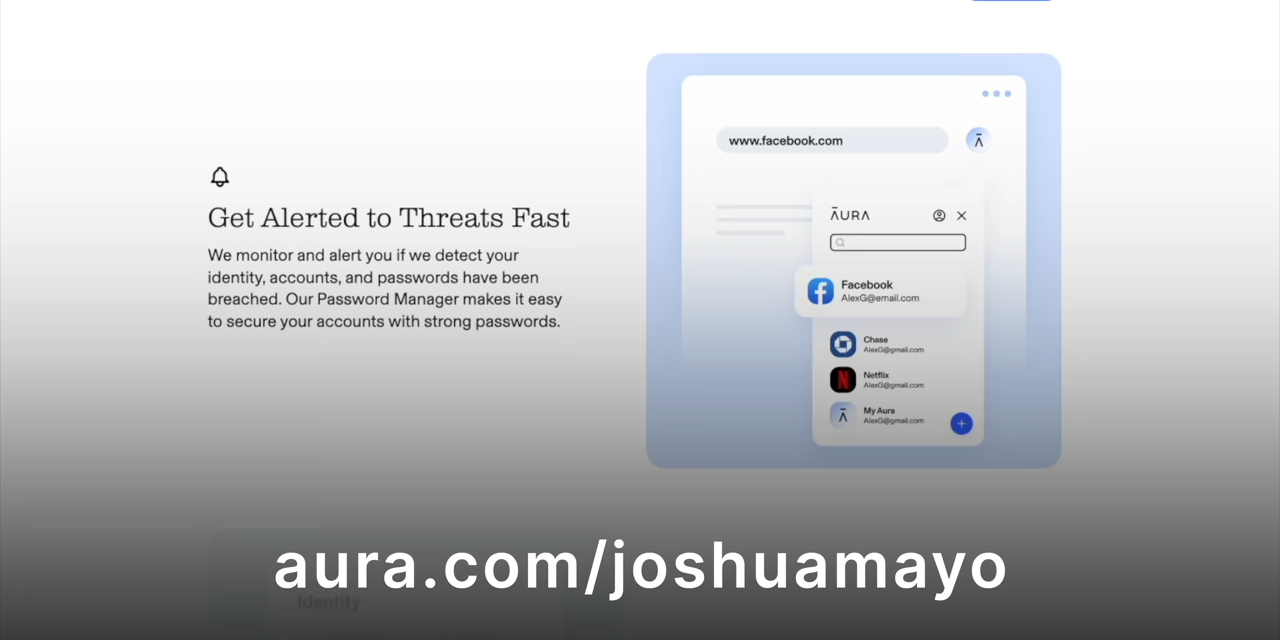 Get Alerted to Threats Fast
We monitor and alert you if we detect your
identity, accounts, and passwords have been
breached. Our Password Manager makes it easy
to secure your accounts with strong passwords.
www.facebook.com
ĀURA
Facebook
AlexG@email.com
Chase
AlexG@gmail.com
Netflix
AlexG@gmail.com
My Aura
AlexG@gmail.com
aura.com/joshuamayo
Identity